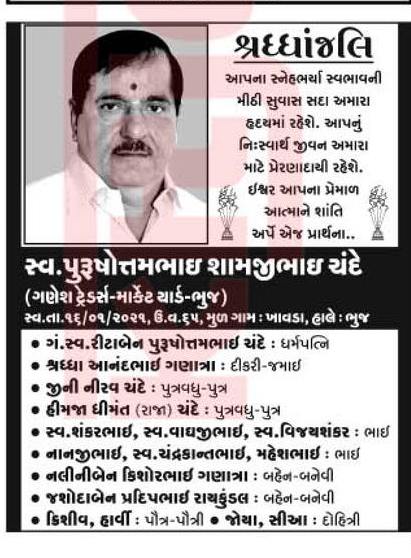 શ્રધ્ધાંજલિ
આપના સ્નેહભર્યા સ્વભાવની
મીઠી સુવાસ સદા અમારા
હૃદયમાં રહેશે. આપનું
નિઃસ્વાર્થ જીવન અમારા
માટે પ્રેરણાદાયી રહેશે.
ઈશ્વર આપના પ્રેમાળ
આત્માને શાંતિ
અર્પે એજ પ્રાર્થના..
સ્વ.પુરૂષોત્તમભાઇ શામજીભાઇ ચંદે
(ગણેશ ટ્રેડર્સ-માર્કેટ યાર્ડ-ભુજ)
સ્વ.તા.૧૬/૦૧/૨૦૨૧, ઉ.વ.૬૫, મુળ ગામ : ખાવડા, હાલે : ભુજ
• ગં.સ્વ.રીટાબેન પુરૂષોત્તમભાઈ ચંદે : ધર્મપત્નિ
• શ્રધ્ધા આનંદભાઈ ગણાત્રા : દીકરી-જમાઈ
• જીની નીરવ ચંદે : પુત્રવધુ-પુત્ર
• હીમજા ધીમંત (રાજા) ચંદે : પુત્રવધુ-પુત્ર
• સ્વ.શંકરભાઈ, સ્વ.વાઘજીભાઇ, સ્વ.વિજયશંકર : ભાઈ
• નાનજીભાઈ, સ્વ.ચંદ્રકાન્તભાઇ, મહેશભાઇ : ભાઈ
• નલીનીબેન કિશોરભાઈ ગણાત્રા : બહેન-બનેવી
• જશોદાબેન પ્રદિપભાઈ રાયકુંડલ : બહેન-બનેવી
• ક્રિશીવ, હાર્વી : પૌત્ર-પૌત્રી • જોયા, સીઆ : દોહિત્રી